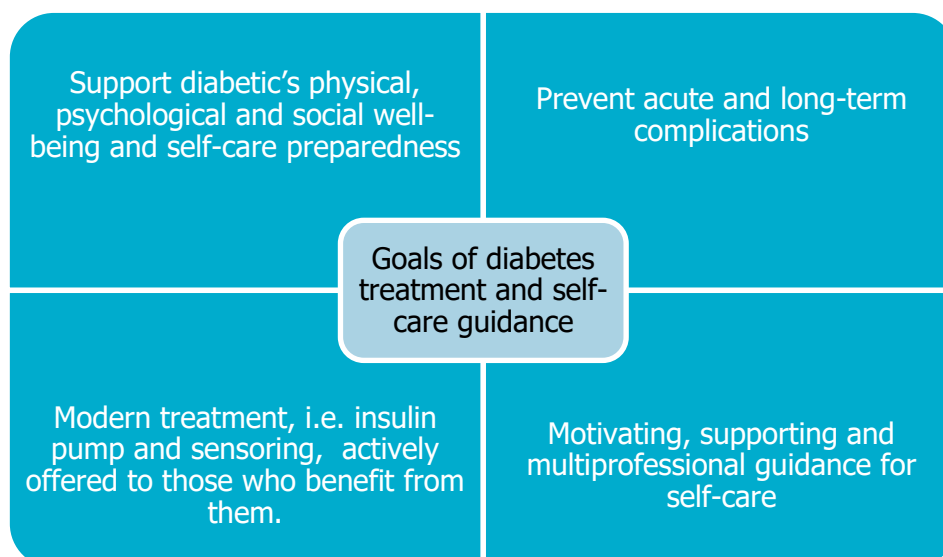 Support diabetic's physical,
psychological and social well-
being and self-care preparedness
Prevent acute and long-term
complications
Goals of diabetes
treatment and self-
care guidance
Modern treatment, i.e. insulin
pump and sensoring,  actively
offered to those who benefit from
them.
Motivating, supporting and
multiprofessional guidance for
self-care